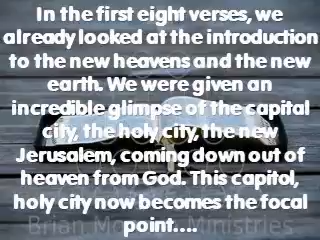 In the first eight verses, we
already looked at the introduction
to the new heavens and the new
earth. We were given an
incredible glimpse of the capital
city, the holy city, the new
Jerusalem, coming down out of
heaven from God. This capitol,
holy city now becomes the focal
point....
Brian Ministries